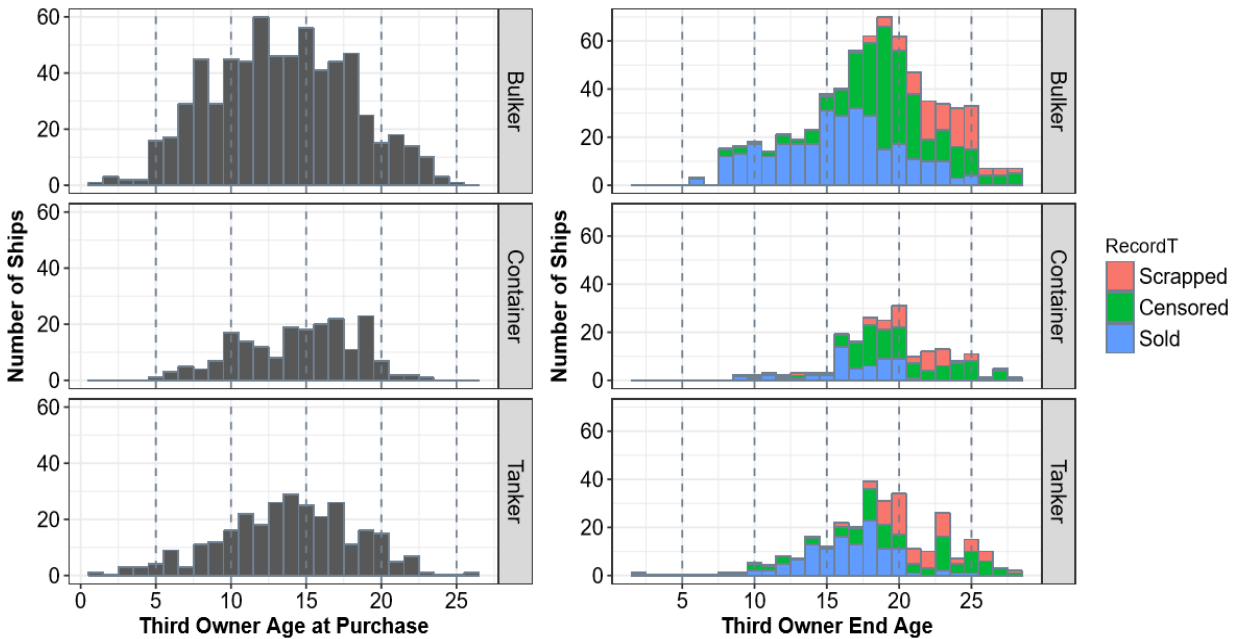 Number of Ships
60
40
20
0
Bulker
60
40
20
0
Container
60
40
20
0
Tanker
0 5 10 15 20 25
Third Owner Age at Purchase
Number of Ships
60
40
20
0
Bulker
60
40
20
0
Container
60
40
20
0
Tanker
5 10 15 20 25
Third Owner End Age
RecordT
Scrapped
Censored
Sold